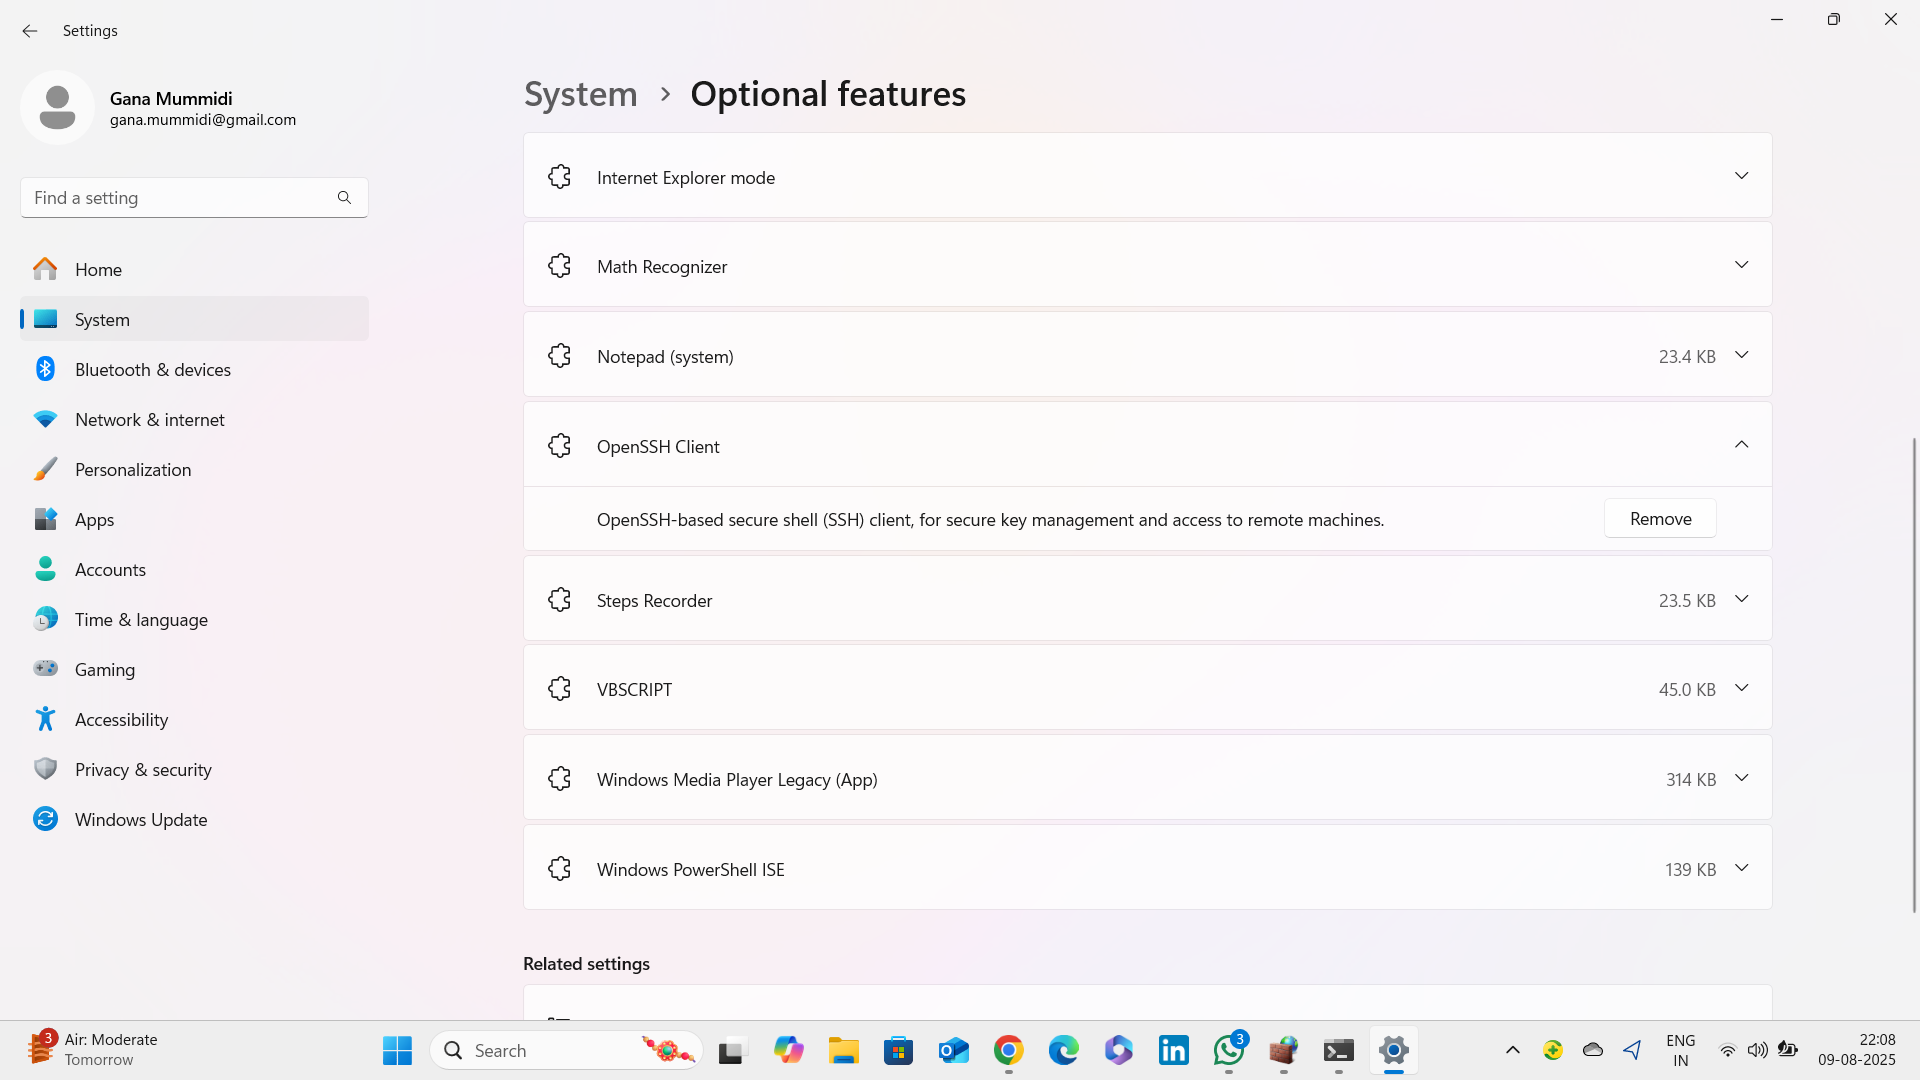 Settings
Gana Mummidi
gana.mummidi@gmail.com
Find a setting
Home
System
Bluetooth & devices
Network & internet
Personalization
Apps
Accounts
Time & language
Gaming
Accessibility
Privacy & security
Windows Update
System > Optional features
Internet Explorer mode
Math Recognizer
Notepad (system) 23.4 KB
OpenSSH Client
OpenSSH-based secure shell (SSH) client, for secure key management and access to remote machines. Remove
Steps Recorder 23.5 KB
VBSCRIPT 45.0 KB
Windows Media Player Legacy (App) 314 KB
Windows PowerShell ISE 139 KB
Related settings
3
Air: Moderate
Tomorrow
Search
3
ENG
IN
22:08
09-08-2025